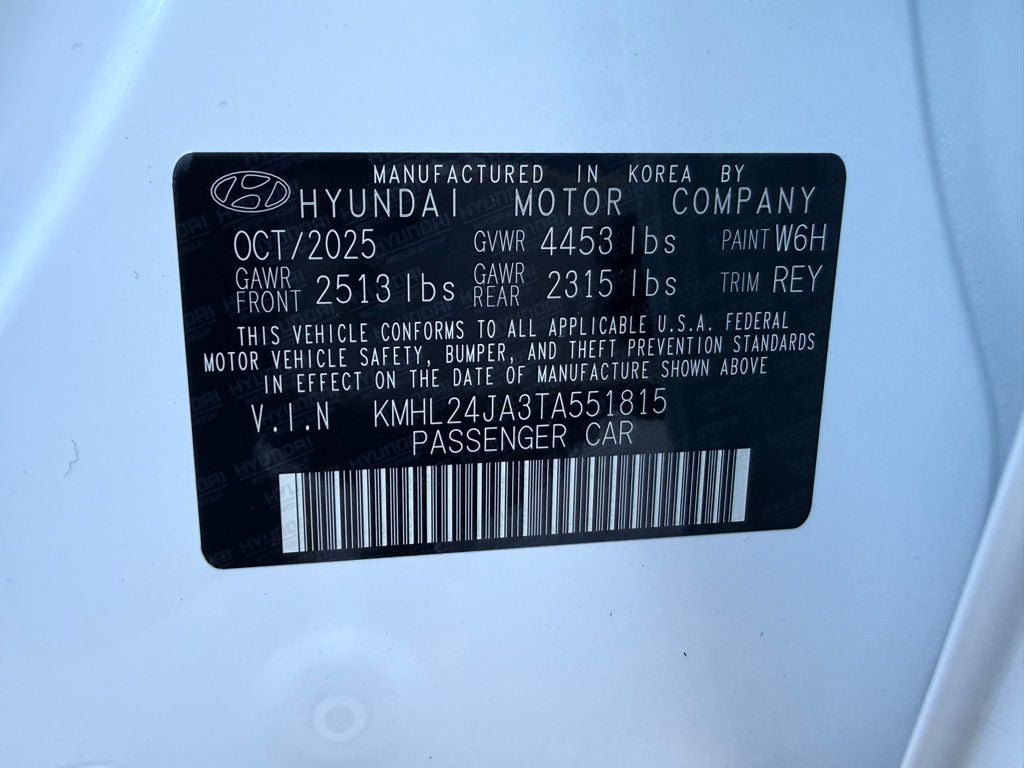 MANUFACTURED IN KOREA BY
HYUNDAI MOTOR COMPANY
OCT/2025 GVWR 4453 lbs PAINT W6H
GAWR FRONT 2513 lbs GAWR REAR 2315 lbs TRIM REY
THIS VEHICLE CONFORMS TO ALL APPLICABLE U.S.A. FEDERAL
MOTOR VEHICLE SAFETY, BUMPER, AND THEFT PREVENTION STANDARDS
IN EFFECT ON THE DATE OF MANUFACTURE SHOWN ABOVE
V.I.N KMHL24JA3TA551815
PASSENGER CAR